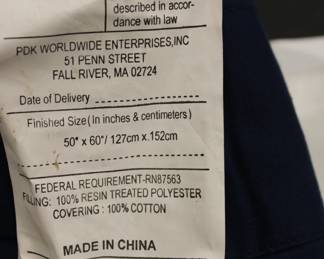 described in accor-
dance with law
PDK WORLDWIDE ENTERPRISES,INC
51 PENN STREET
FALL RIVER, MA 02724
Date of Delivery
Finished Size(In inches & centimeters)
50" x 60"/ 127cm x.152cm
FEDERAL REQUIREMENT-RN87563
FILLING: 100% RESIN TREATED POLYESTER
COVERING : 100% COTTON
MADE IN CHINA